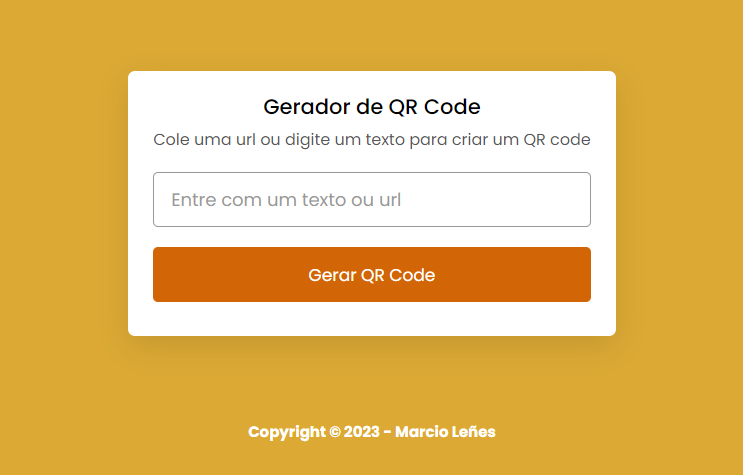 Gerador de QR Code
Cole uma url ou digite um texto para criar um QR code
Entre com um texto ou url
Gerar QR Code
Copyright © 2023 - Marcio Leñes